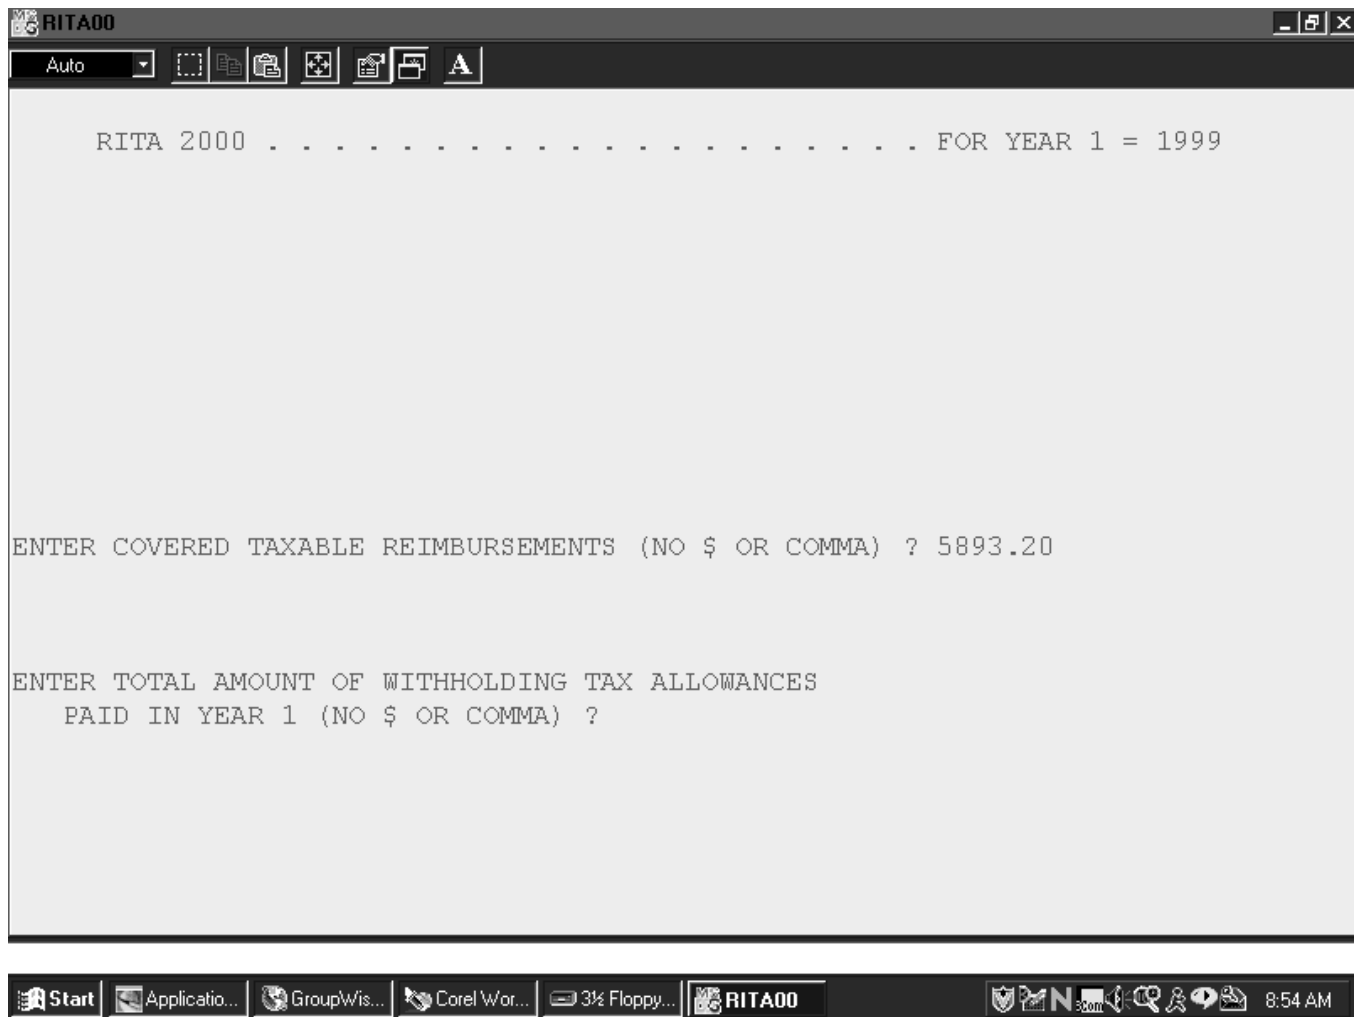 RITA00
Auto
A
RITA 2000 . . . . . . . . . . . . . . . . . . . . FOR YEAR 1 = 1999
ENTER COVERED TAXABLE REIMBURSEMENTS (NO $ OR COMMA) ? 5893.20
ENTER TOTAL AMOUNT OF WITHHOLDING TAX ALLOWANCES
PAID IN YEAR 1 (NO $ OR COMMA) ?
Start Applicatio... GroupWis... Corel Wor... 3½ Floppy... RITA00 N 3Com 8:54 AM